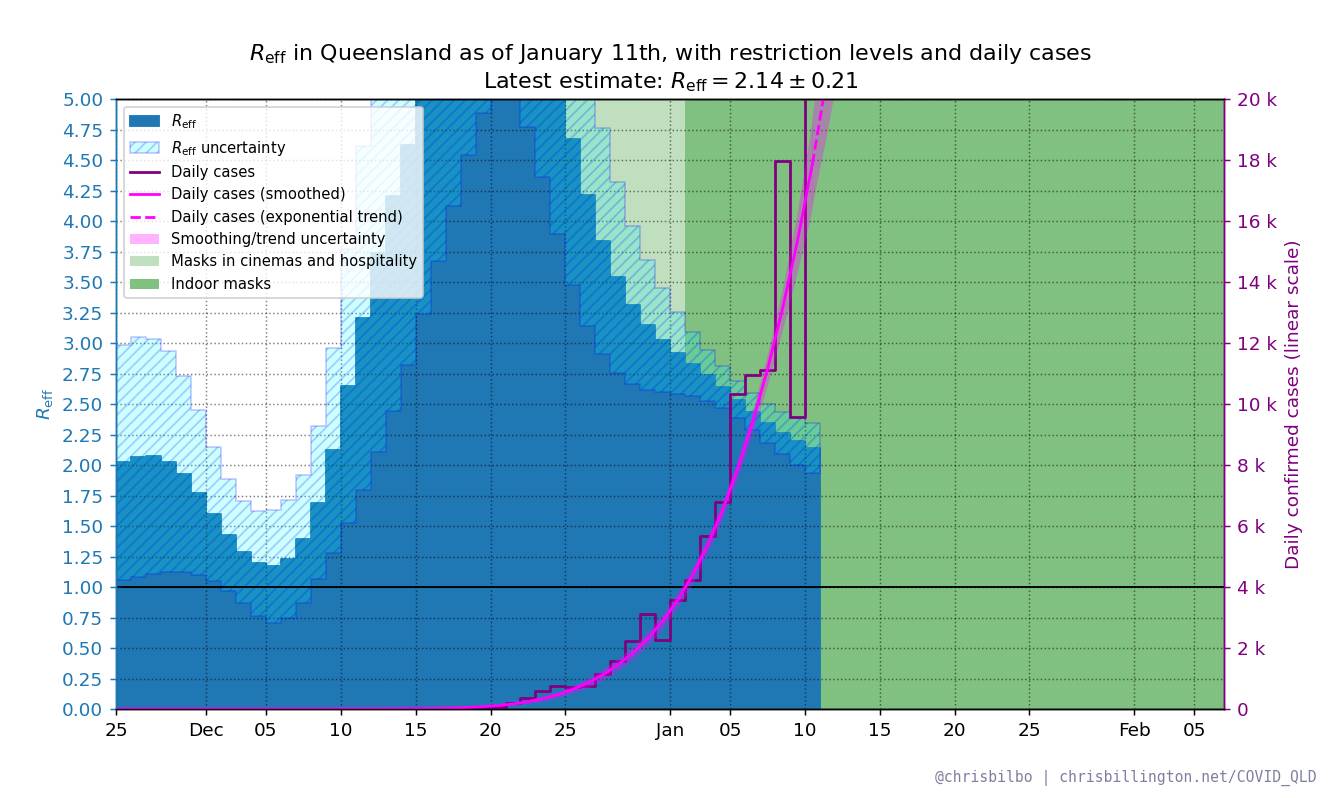 R_eff in Queensland as of January 11th, with restriction levels and daily cases
Latest estimate: R_eff = 2.14 ± 0.21
R_eff
R_eff uncertainty
Daily cases
Daily cases (smoothed)
Daily cases (exponential trend)
Smoothing/trend uncertainty
Masks in cinemas and hospitality
Indoor masks
R_eff
5.00
4.75
4.50
4.25
4.00
3.75
3.50
3.25
3.00
2.75
2.50
2.25
2.00
1.75
1.50
1.25
1.00
0.75
0.50
0.25
0.00
20 k
18 k
16 k
14 k
12 k
10 k
8 k
6 k
4 k
2 k
0
Daily confirmed cases (linear scale)
25 Dec 05 10 15 20 25 Jan 05 10 15 20 25 Feb 05
@chrisbilbo | chrisbillington.net/COVID_QLD